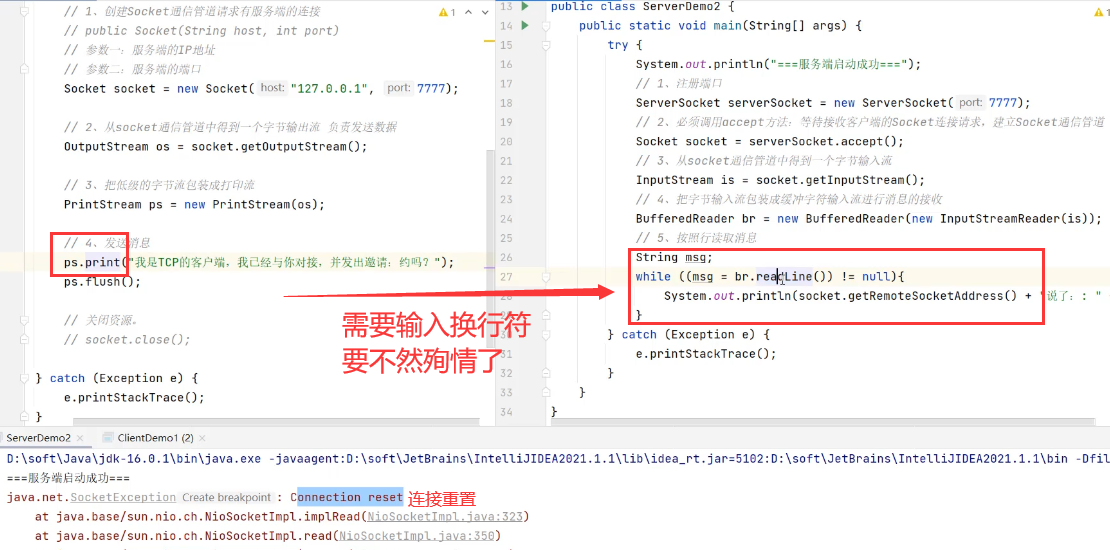 // 1、创建Socket通信管道请求有服务端的连接
// public Socket(String host, int port)
// 参数一：服务端的IP地址
// 参数二：服务端的端口
Socket socket = new Socket( host: "127.0.0.1", port: 7777);
// 2、从socket通信管道中得到一个字节输出流 负责发送数据
OutputStream os = socket.getOutputStream();
// 3、把低级的字节流包装成打印流
PrintStream ps = new PrintStream(os);
// 4、发送消息
ps.print("我是TCP的客户端，我已经与你对接，并发出邀请：约吗？");
ps.flush();
// 关闭资源。
// socket.close();
} catch (Exception e) {
e.printStackTrace();
}
1
13 public class ServerDemo2 {
14 public static void main(String[] args) {
15 try {
16 System.out.println("===服务端启动成功===");
17 // 1、注册端口
18 ServerSocket serverSocket = new ServerSocket( port: 7777);
19 // 2、必须调用accept方法：等待接收客户端的Socket连接请求，建立Socket通信管道
20 Socket socket = serverSocket.accept();
21 // 3、从socket通信管道中得到一个字节输入流
22 InputStream is = socket.getInputStream();
23 // 4、把字节输入流包装成缓冲字符输入流进行消息的接收
24 BufferedReader br = new BufferedReader(new InputStreamReader(is));
25 // 5、按照行读取消息
26 String msg;
27 while ((msg = br.readLine()) != null){
System.out.println(socket.getRemoteSocketAddress() + "说了：: "
}
} catch (Exception e) {
31 e.printStackTrace();
32 }
33 }
34 }
1
需要输入换行符
要不然殉情了
ServerDemo2 × ClientDemo1 (2) ×
D:\soft\Java\jdk-16.0.1\bin\java.exe -javaagent:D:\soft\JetBrains\IntelliJIDEA2021.1.1\lib\idea_rt.jar=5102:D:\soft\JetBrains\IntelliJIDEA2021.1.1\bin -Dfil
===服务端启动成功===
java.net.SocketException Create breakpoint : Connection reset 连接重置
at java.base/sun.nio.ch.NioSocketImpl.implRead(NioSocketImpl.java:323)
at java.base/sun.nio.ch.NioSocketImpl.read(NioSocketImpl.java:350)